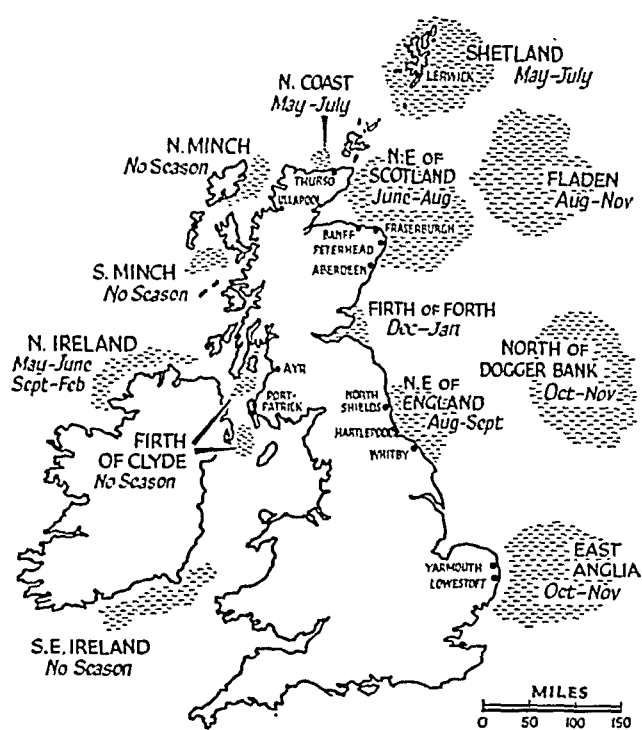 SHETLAND
LERWICK
May-July
N. COAST
May-July
N. MINCH
No Season
THURSO
ULLAPOOL
N.E OF
SCOTLAND
June-Aug
FLADEN
Aug-Nov
BANFF
FRASERBURGH
PETERHEAD
ABERDEEN
S. MINCH
No Season
FIRTH OF FORTH
Dec-Jan
N. IRELAND
May-June
Sept-Feb
NORTH OF
DOGGER BANK
Oct-Nov
AYR
PORT-
PATRICK
N.E OF
ENGLAND
Aug-Sept
NORTH
SHIELDS
HARTLEPOOL
WHITBY
FIRTH
OF CLYDE
No Season
EAST
ANGLIA
Oct-Nov
YARMOUTH
LOWESTOFT
S.E. IRELAND
No Season
MILES
0 50 100 150